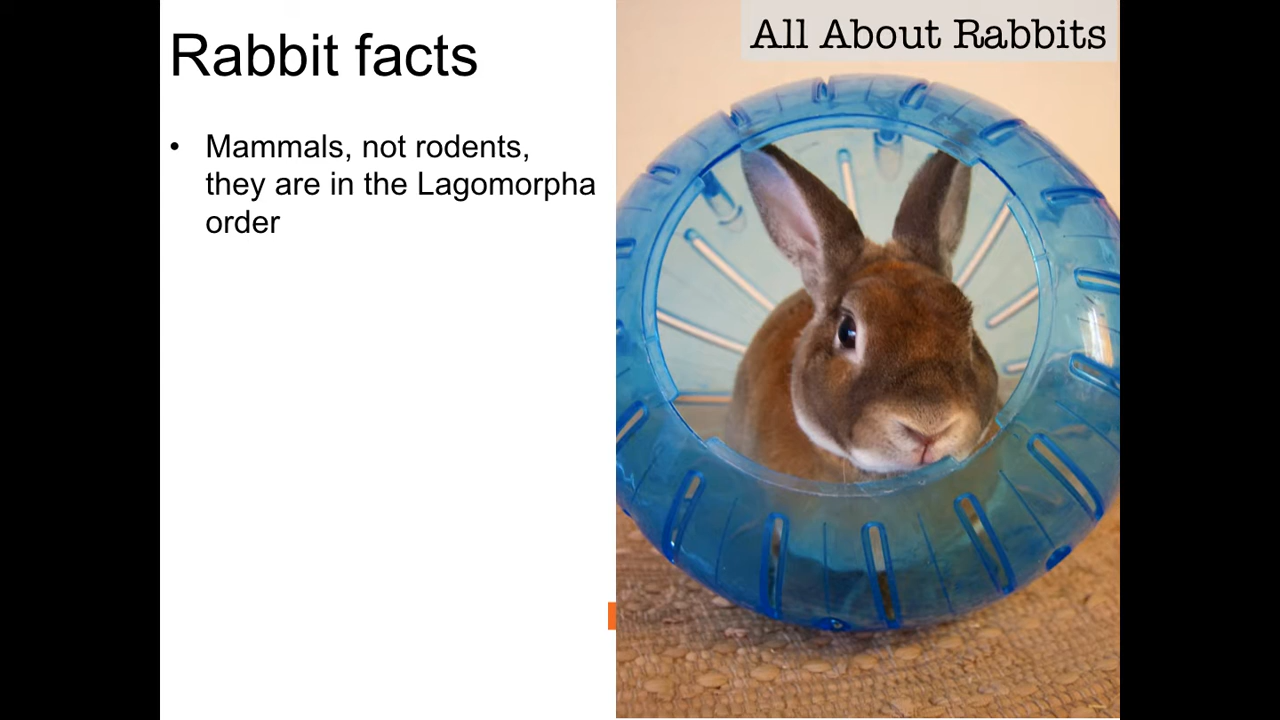 Rabbit facts
• Mammals, not rodents,
they are in the Lagomorpha
order
All About Rabbits